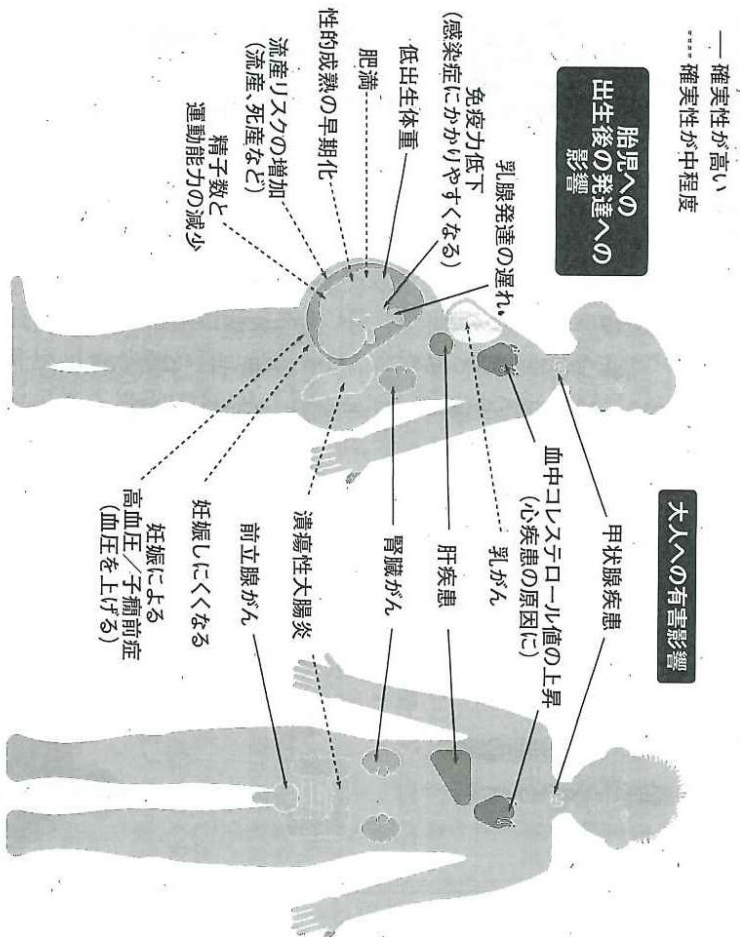 ― 確実性が高い
---- 確実性が中程度
胎児への
出生後の発達への
影響
乳腺発達の遅れ
免疫力低下
(感染症にかかりやすくなる)
低出生体重
肥満
性的成熟の早期化
流産リスクの増加
(流産、死産など)
精子数と
運動能力の減少
大人への有害影響
甲状腺疾患
血中コレステロール値の上昇
(心疾患の原因に)
乳がん
肝疾患
腎臓がん
潰瘍性大腸炎
前立腺がん
妊娠しにくくなる
妊娠による
高血圧/子癇前症
(血圧を上げる)